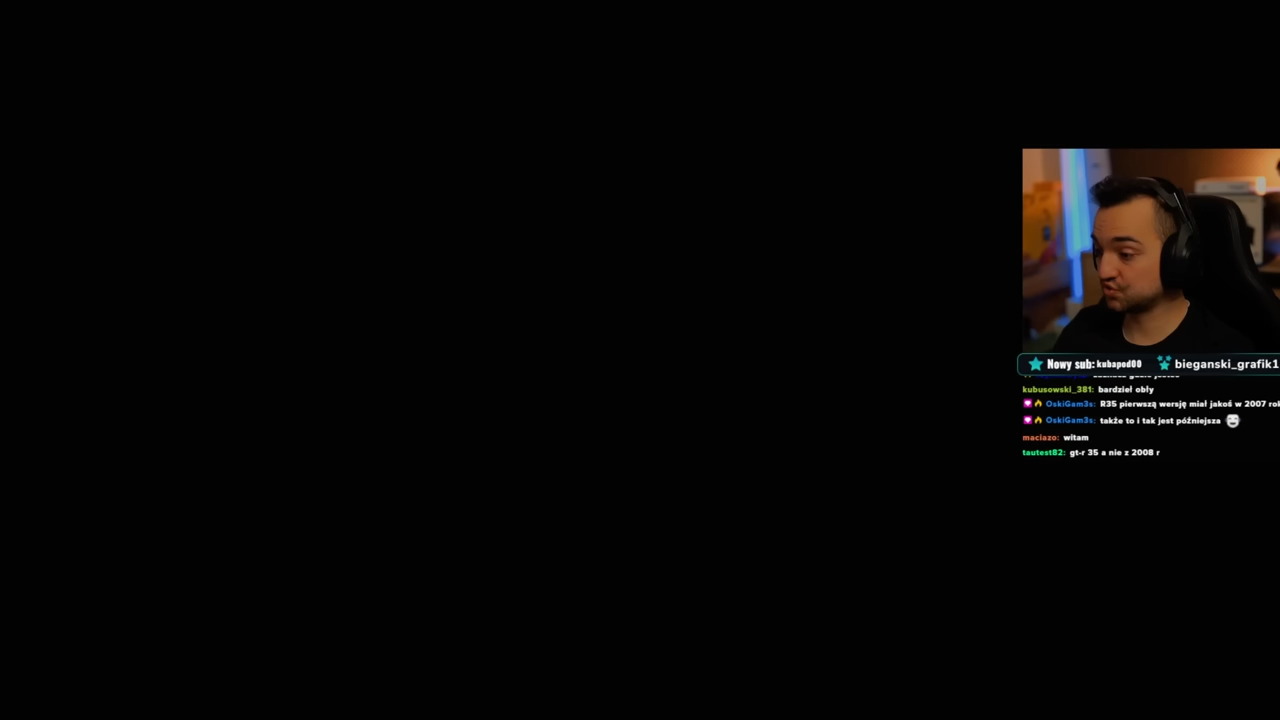 Nowy sub: kubapod00 bieganski_grafik1
kubusowski_381: bardzieł obły
OskiGam3s: R35 pierwszą wersję miał jakoś w 2007 rok
OskiGam3s: także to i tak jest późniejsza
maciazo: witam
tautest82: gt-r 35 a nie z 2008 r